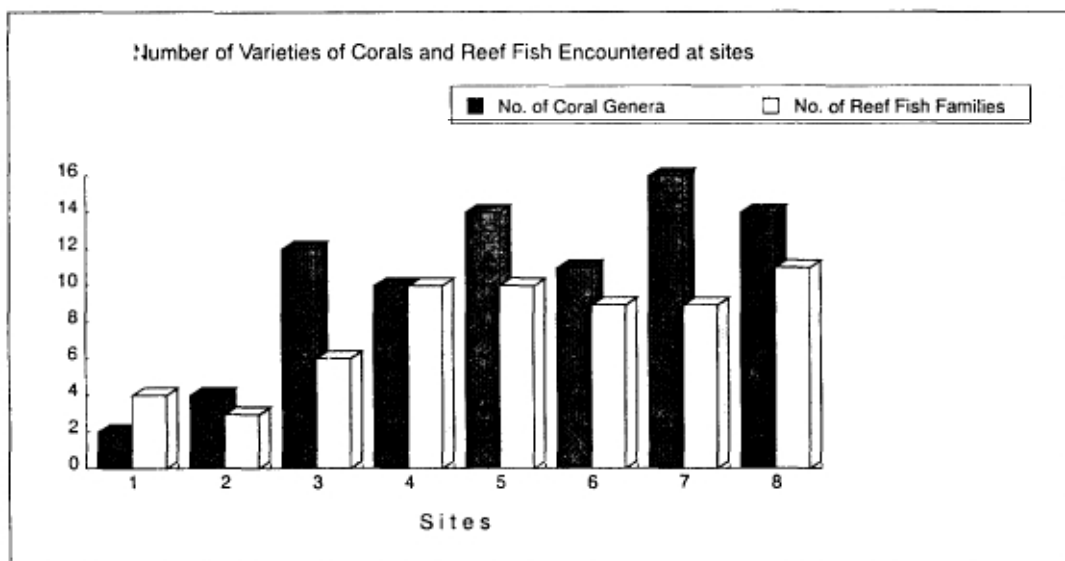 Number of Varieties of Corals and Reef Fish Encountered at sites
No. of Coral Genera No. of Reef Fish Families
16
14
12
10
8
6
4
2
0
1 2 3 4 5 6 7 8
Sites